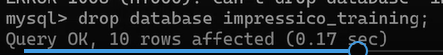 mysql> drop database impressico_training;
Query OK, 10 rows affected (0.17 sec)